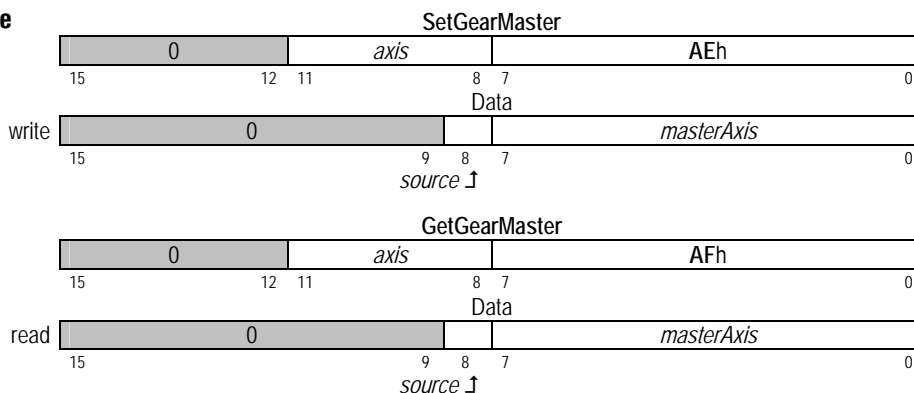 e
SetGearMaster
0 axis AEh
15 12 11 8 7 0
Data
write 0 masterAxis
15 9 8 7 0
source
GetGearMaster
0 axis AFh
15 12 11 8 7 0
Data
read 0 masterAxis
15 9 8 7 0
source